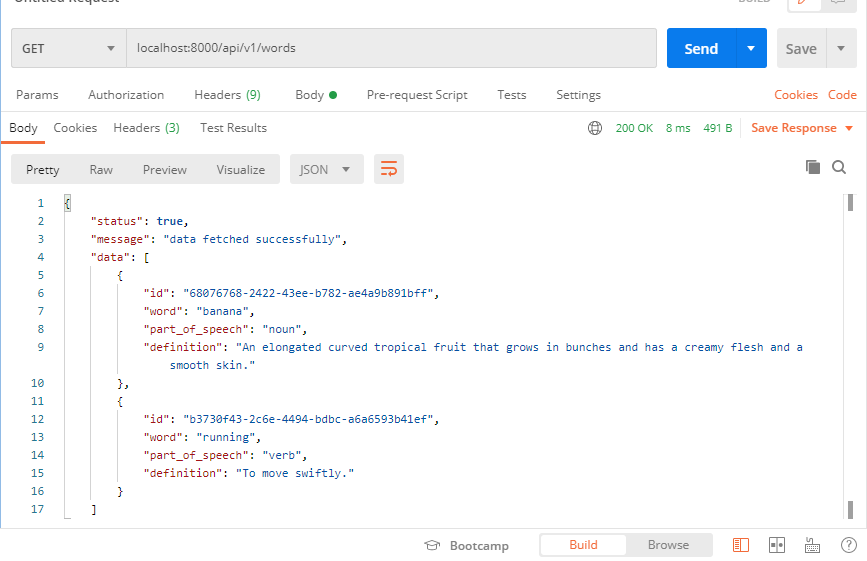 Untitled Request
BUILD
GET
localhost:8000/api/v1/words
Send
Save
Params Authorization Headers (9) Body Pre-request Script Tests Settings Cookies Code
Body Cookies Headers (3) Test Results 200 OK 8 ms 491 B Save Response
Pretty Raw Preview Visualize JSON
1 {
2 "status": true,
3 "message": "data fetched successfully",
4 "data": [
5 {
6 "id": "68076768-2422-43ee-b782-ae4a9b891bff",
7 "word": "banana",
8 "part_of_speech": "noun",
9 "definition": "An elongated curved tropical fruit that grows in bunches and has a creamy flesh and a
smooth skin."
10 },
11 {
12 "id": "b3730f43-2c6e-4494-bdbc-a6a6593b41ef",
13 "word": "running",
14 "part_of_speech": "verb",
15 "definition": "To move swiftly."
16 }
17 ]
Bootcamp Build Browse